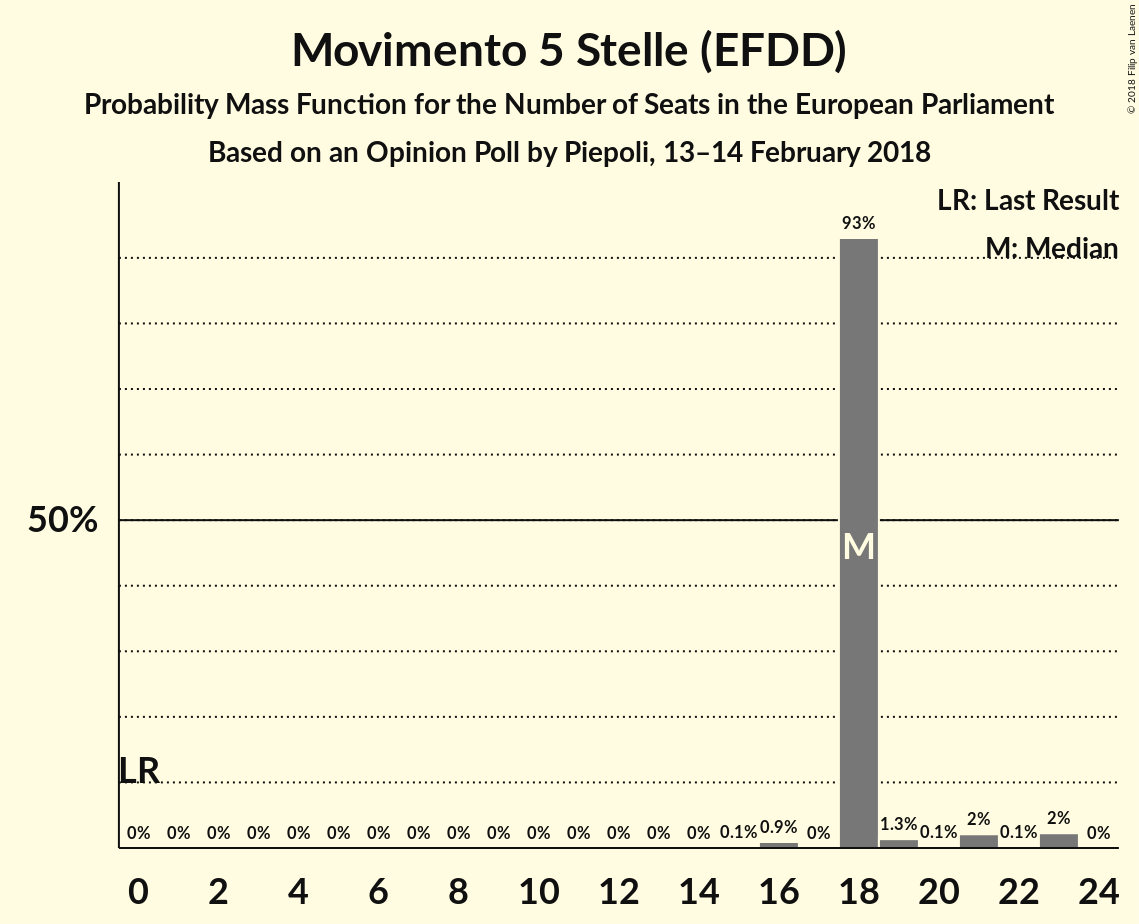 Movimento 5 Stelle (EFDD)
Probability Mass Function for the Number of Seats in the European Parliament
Based on an Opinion Poll by Piepoli, 13–14 February 2018
© 2018 Filip van Laenen
LR: Last Result
M: Median
93%
50%
M
LR
0% 0% 0% 0% 0% 0% 0% 0% 0% 0% 0% 0% 0% 0% 0% 0.1% 0.9% 0% 1.3% 0.1% 2% 0.1% 2% 0%
0 2 4 6 8 10 12 14 16 18 20 22 24